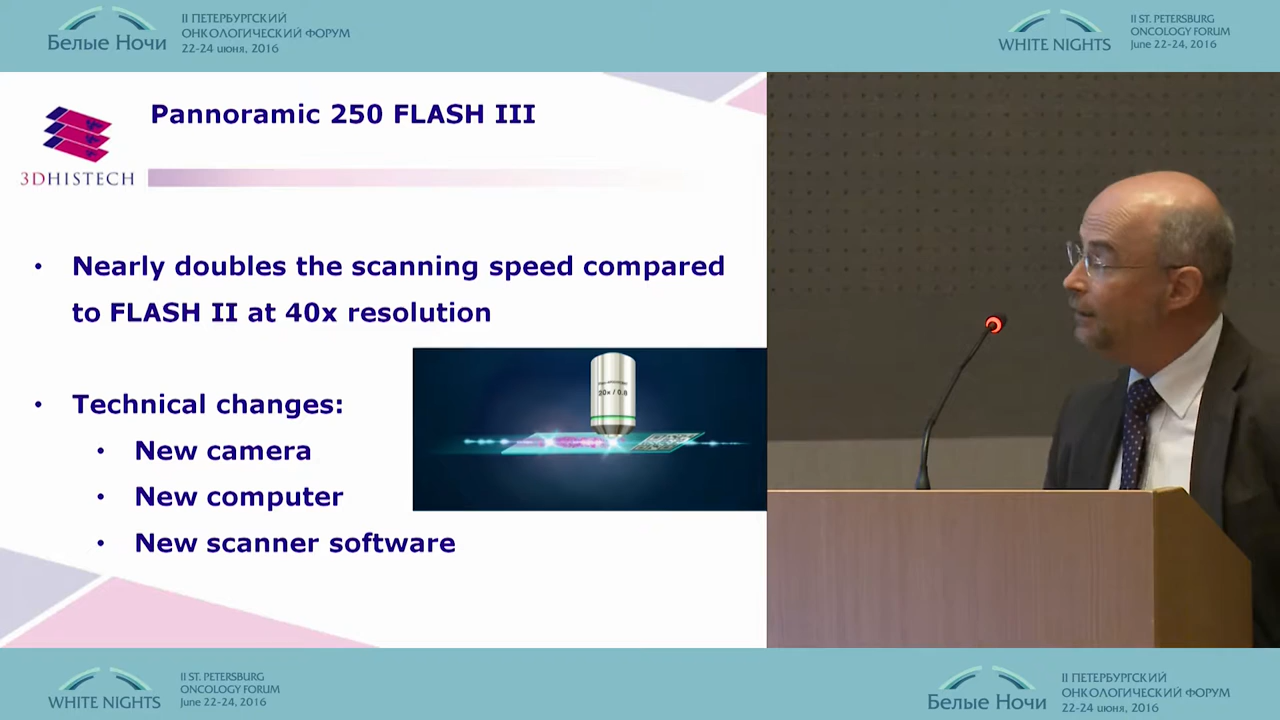 Белые Ночи
II ПЕТЕРБУРГСКИЙ
ОНКОЛОГИЧЕСКИЙ ФОРУМ
22-24 июня, 2016
WHITE NIGHTS
II ST. PETERSBURG
ONCOLOGY FORUM
June 22-24, 2016
3DHISTECH
Pannoramic 250 FLASH III
• Nearly doubles the scanning speed compared
to FLASH II at 40x resolution
• Technical changes:
• New camera
• New computer
• New scanner software
20x / 0.8
WHITE NIGHTS
II ST. PETERSBURG
ONCOLOGY FORUM
June 22-24, 2016
Белые Ночи
II ПЕТЕРБУРГСКИЙ
ОНКОЛОГИЧЕСКИЙ ФОРУМ
22-24 июня, 2016